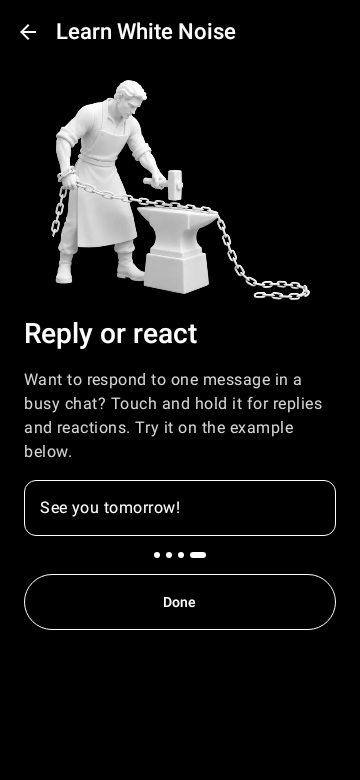 Learn White Noise
Reply or react
Want to respond to one message in a
busy chat? Touch and hold it for replies
and reactions. Try it on the example
below.
See you tomorrow!
Done